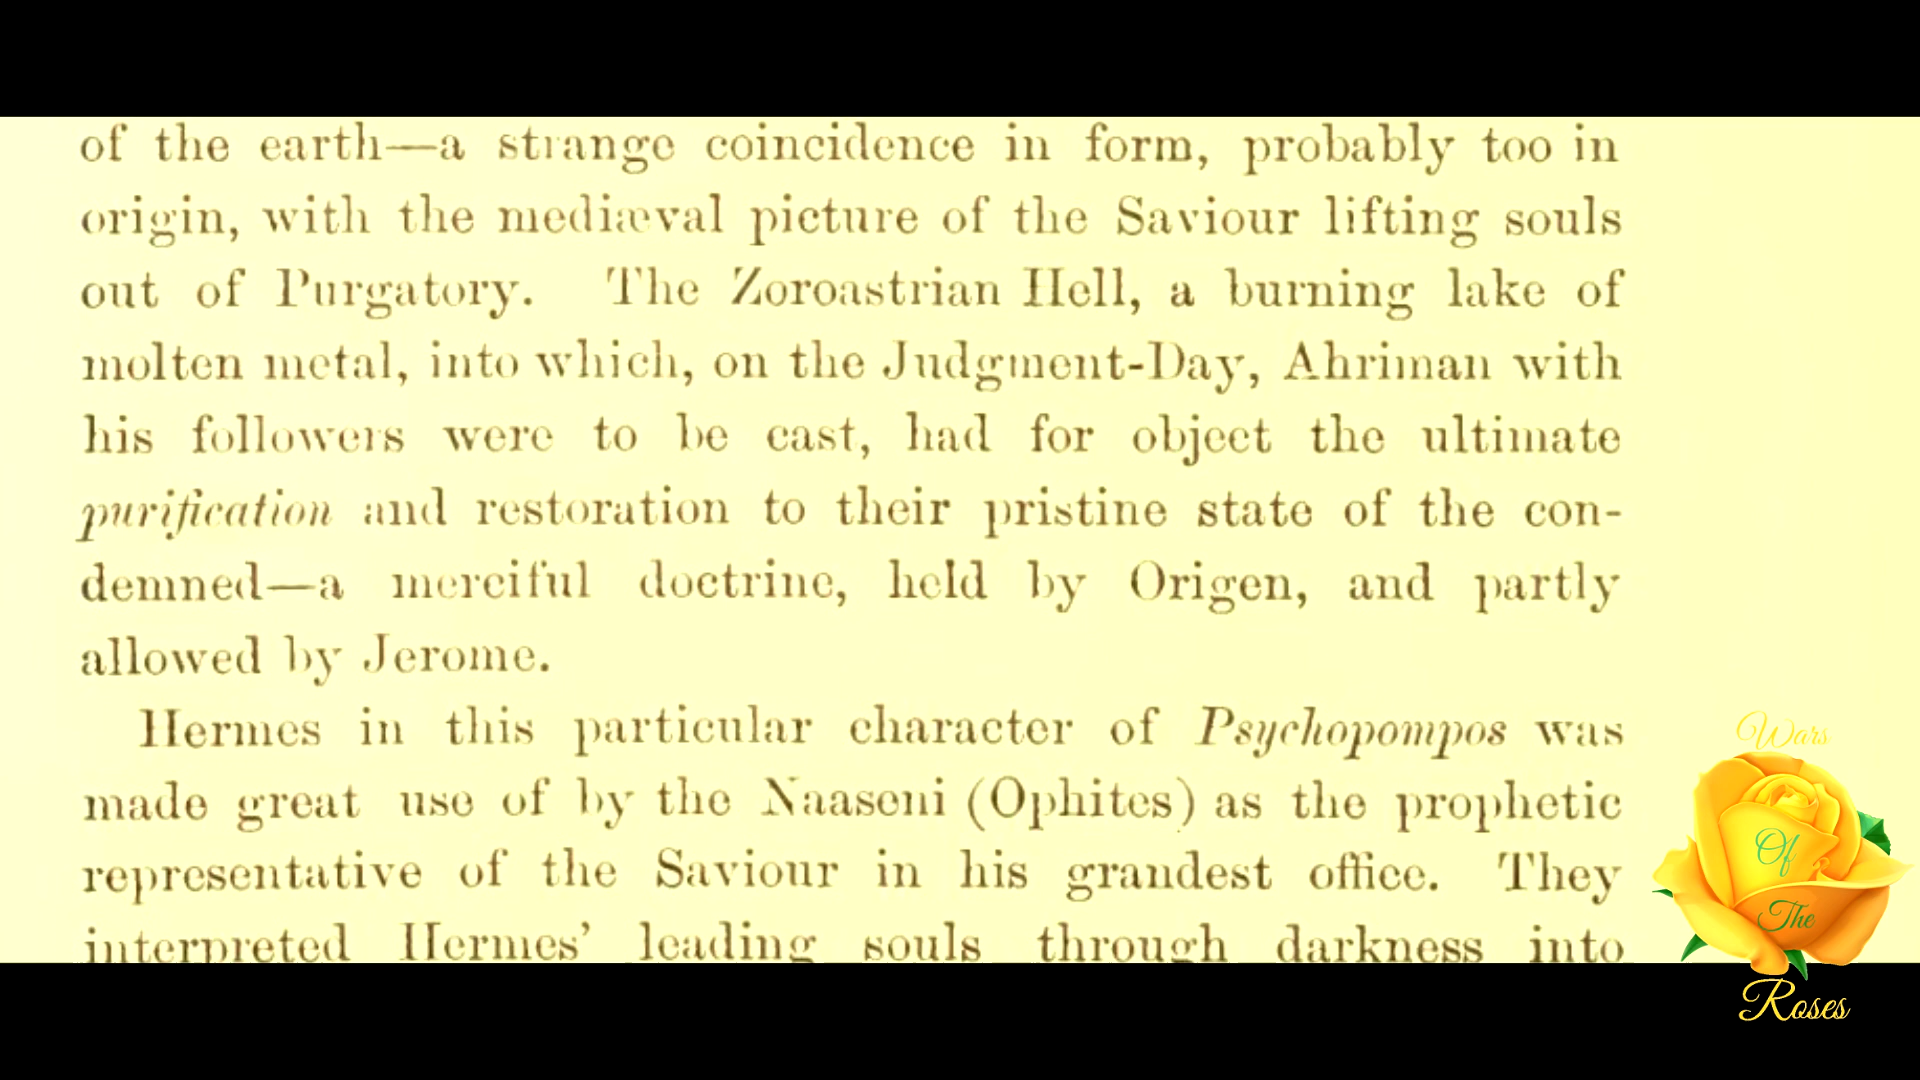 of the earth—a strange coincidence in form, probably too in
origin, with the mediæval picture of the Saviour lifting souls
out of Purgatory. The Zoroastrian Hell, a burning lake of
molten metal, into which, on the Judgment-Day, Ahriman with
his followers were to be cast, had for object the ultimate
purification and restoration to their pristine state of the con-
demned—a merciful doctrine, held by Origen, and partly
allowed by Jerome.
Hermes in this particular character of Psychopompos was
made great use of by the Naaseni (Ophites) as the prophetic
representative of the Saviour in his grandest office. They
interpreted Hermes' leading souls through darkness into
Wars
Of
The
Roses